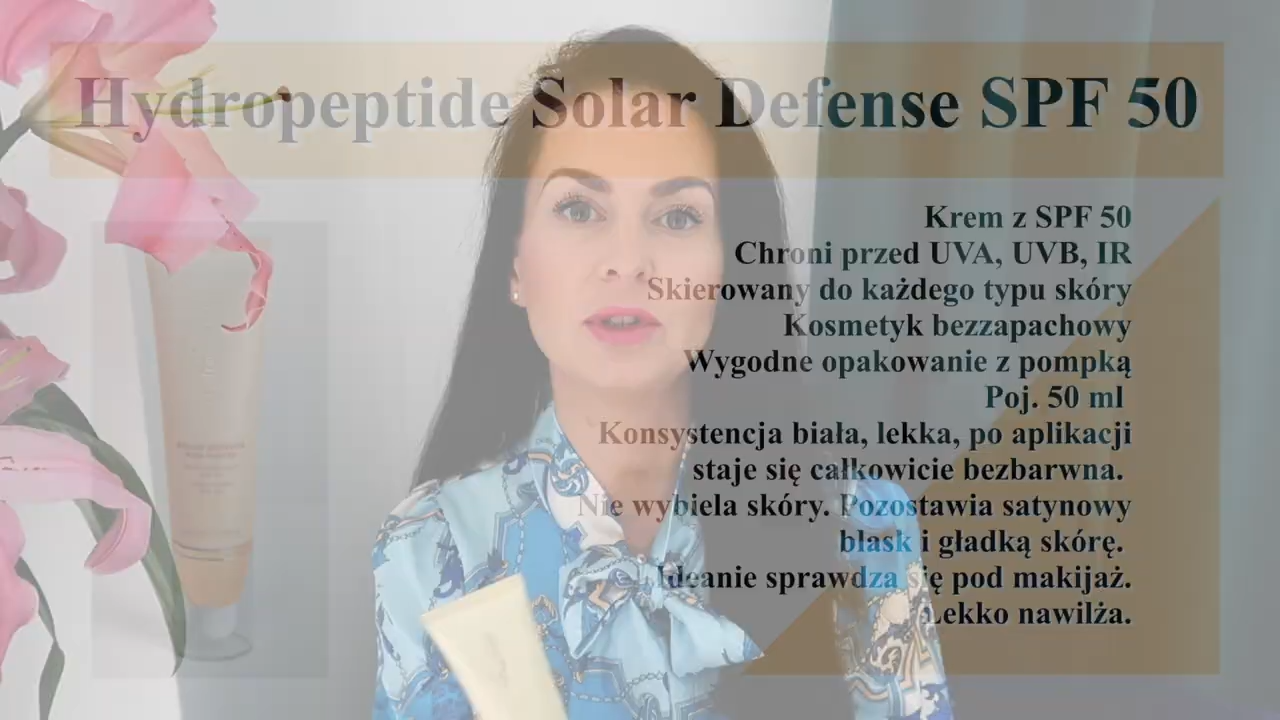 Hydropeptide Solar Defense SPF 50
Krem z SPF 50
Chroni przed UVA, UVB, IR
Skierowany do każdego typu skóry
Kosmetyk bezzapachowy
Wygodne opakowanie z pompką
Poj. 50 ml
Konsystencja biała, lekka, po aplikacji
staje się całkowicie bezbarwna.
Nie wybiela skóry. Pozostawia satynowy
blask i gładką skórę.
Ideanie sprawdza się pod makijaż.
Lekko nawilża.